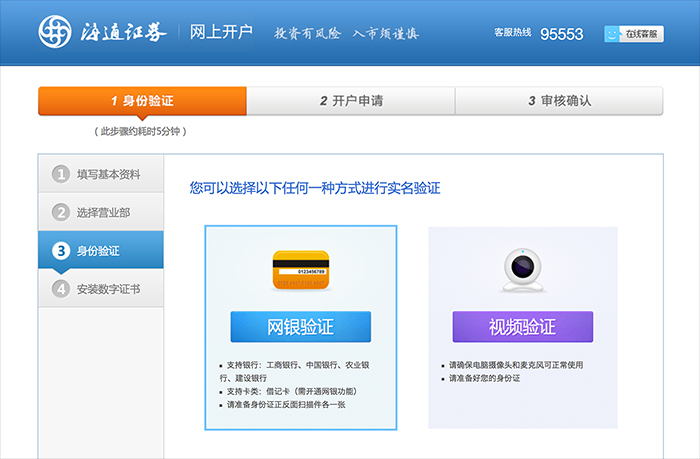 海通证券 网上开户 投资有风险 入市须谨慎 客服热线 95553 在线客服
1 身份验证 2 开户申请 3 审核确认
（此步骤约耗时5分钟）
1 填写基本资料
2 选择营业部
3 身份验证
4 安装数字证书
您可以选择以下任何一种方式进行实名验证
0123456789
网银验证
支持银行：工商银行、中国银行、农业银
行、建设银行
支持卡类：借记卡（需开通网银功能）
请准备身份证正反面扫描件各一张
视频验证
请确保电脑摄像头和麦克风可正常使用
请准备好您的身份证